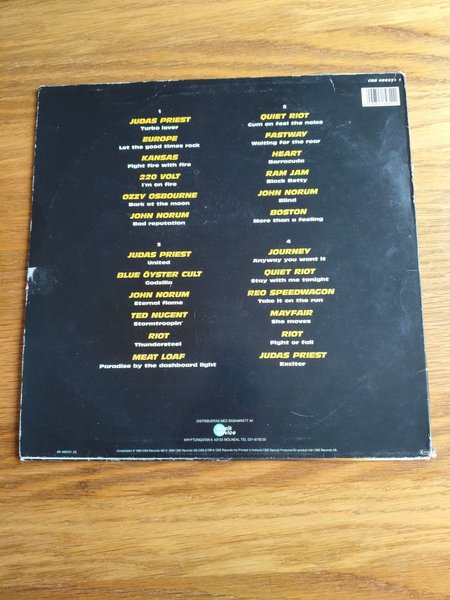 1
JUDAS PRIEST
Turbo lover
EUROPE
Let the good times rock
KANSAS
Fight fire with fire
220 VOLT
I'm on fire
OZZY OSBOURNE
Bark at the moon
JOHN NORUM
Bad reputation
2
QUIET RIOT
Cum on feel the noize
FASTWAY
Waiting for the roar
HEART
Barracuda
RAM JAM
Black Betty
JOHN NORUM
Blind
BOSTON
More than a feeling
3
JUDAS PRIEST
United
BLUE ÖYSTER CULT
Godzilla
JOHN NORUM
Eternal flame
TED NUGENT
Stormtroopin'
RIOT
Thundersteel
MEAT LOAF
Paradise by the dashboard light
4
JOURNEY
Anyway you want it
QUIET RIOT
Stay with me tonight
REO SPEEDWAGON
Take it on the run
MAYFAIR
She moves
RIOT
Fight or fall
JUDAS PRIEST
Exciter
DISTRIBUERAS MED ENSAMRÄTT AV